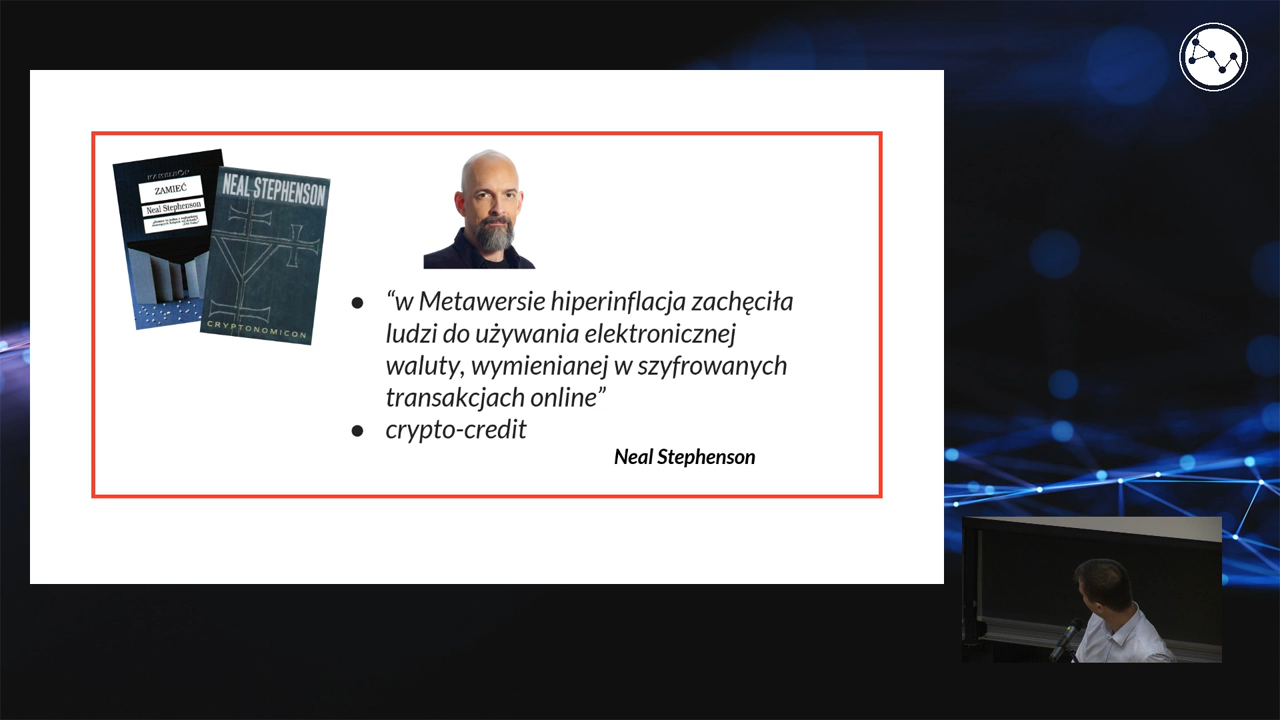 ZAMIEĆ
Neal Stephenson
NEAL STEPHENSON
CRYPTONOMICON
● “w Metawersie hiperinflacja zachęciła
ludzi do używania elektronicznej
waluty, wymienianej w szyfrowanych
transakcjach online”
● crypto-credit
Neal Stephenson